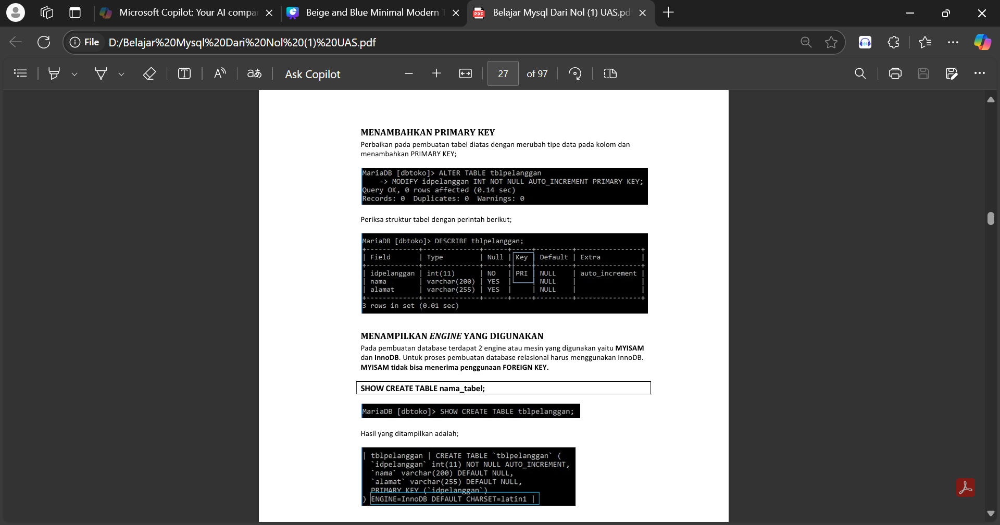 Microsoft Copilot: Your AI compa
Beige and Blue Minimal Modern
Belajar Mysql Dari Nol (1) UAS.pd
File D:/Belajar%20Mysql%20Dari%20Nol%20(1)%20UAS.pdf
Ask Copilot
27 of 97
MENAMBAHKAN PRIMARY KEY
Perbaikan pada pembuatan tabel diatas dengan merubah tipe data pada kolom dan
menambahkan PRIMARY KEY;
MariaDB [dbtoko]> ALTER TABLE tblpelanggan
-> MODIFY idpelanggan INT NOT NULL AUTO_INCREMENT PRIMARY KEY;
Query OK, 0 rows affected (0.14 sec)
Records: 0 Duplicates: 0 Warnings: 0
Periksa struktur tabel dengan perintah berikut;
MariaDB [dbtoko]> DESCRIBE tblpelanggan;
+-------------+--------------+------+-----+---------+----------------+
| Field | Type | Null | Key | Default | Extra |
+-------------+--------------+------+-----+---------+----------------+
| idpelanggan | int(11) | NO | PRI | NULL | auto_increment |
| nama | varchar(200) | YES | | NULL | |
| alamat | varchar(255) | YES | | NULL | |
+-------------+--------------+------+-----+---------+----------------+
3 rows in set (0.01 sec)
MENAMPILKAN ENGINE YANG DIGUNAKAN
Pada pembuatan database terdapat 2 engine atau mesin yang digunakan yaitu MYISAM
dan InnoDB. Untuk proses pembuatan database relasional harus menggunakan InnoDB.
MYISAM tidak bisa menerima penggunaan FOREIGN KEY.
SHOW CREATE TABLE nama_tabel;
MariaDB [dbtoko]> SHOW CREATE TABLE tblpelanggan;
Hasil yang ditampilkan adalah;
| tblpelanggan | CREATE TABLE `tblpelanggan` (
`idpelanggan` int(11) NOT NULL AUTO_INCREMENT,
`nama` varchar(200) DEFAULT NULL,
`alamat` varchar(255) DEFAULT NULL,
PRIMARY KEY (`idpelanggan`)
) ENGINE=InnoDB DEFAULT CHARSET=latin1 |